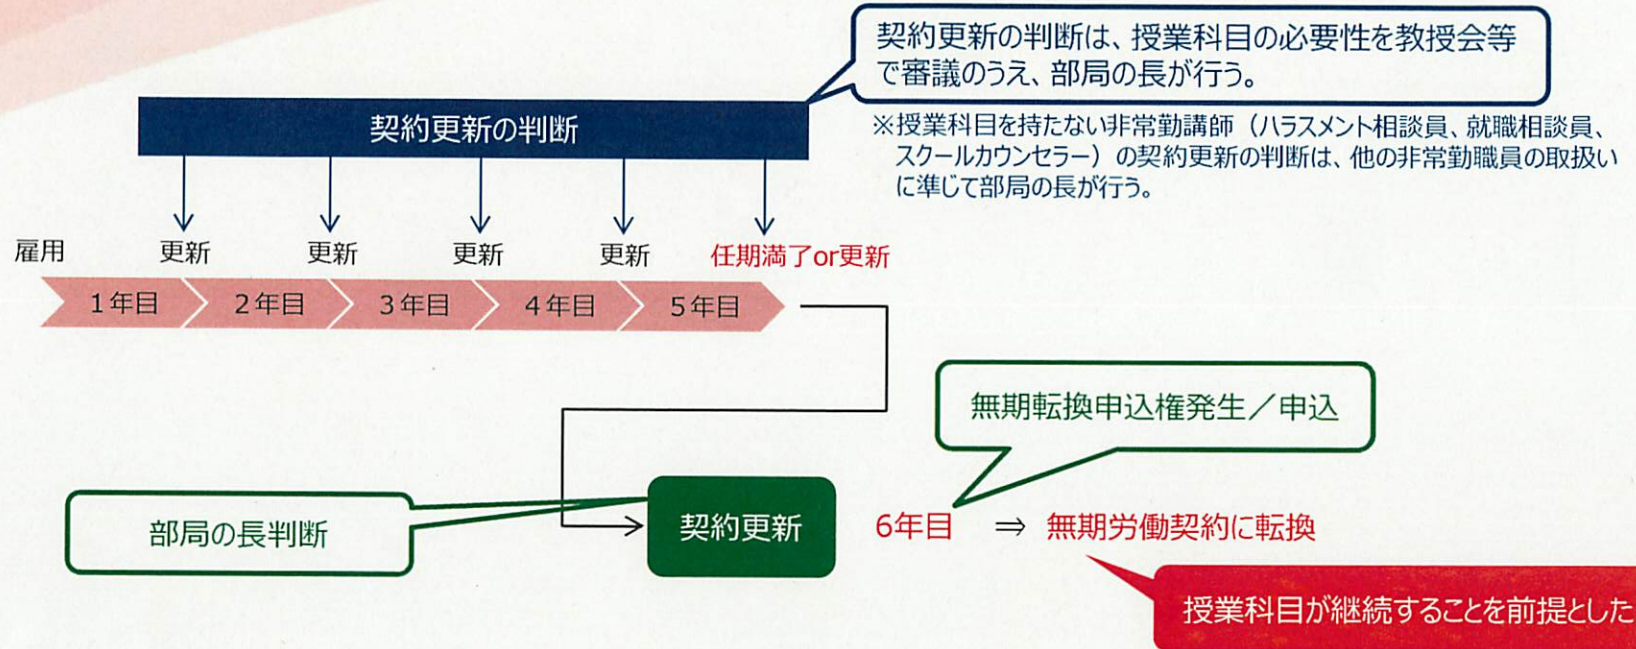 契約更新の判断は、授業科目の必要性を教授会等
で審議のうえ、部局の長が行う。
契約更新の判断
※授業科目を持たない非常勤講師（ハラスメント相談員、就職相談員、
スクールカウンセラー）の契約更新の判断は、他の非常勤職員の取扱い
に準じて部局の長が行う。
雇用 更新 更新 更新 更新 任期満了or更新
1年目 2年目 3年目 4年目 5年目
無期転換申込権発生／申込
部局の長判断
契約更新
6年目 ⇒ 無期労働契約に転換
授業科目が継続することを前提とした